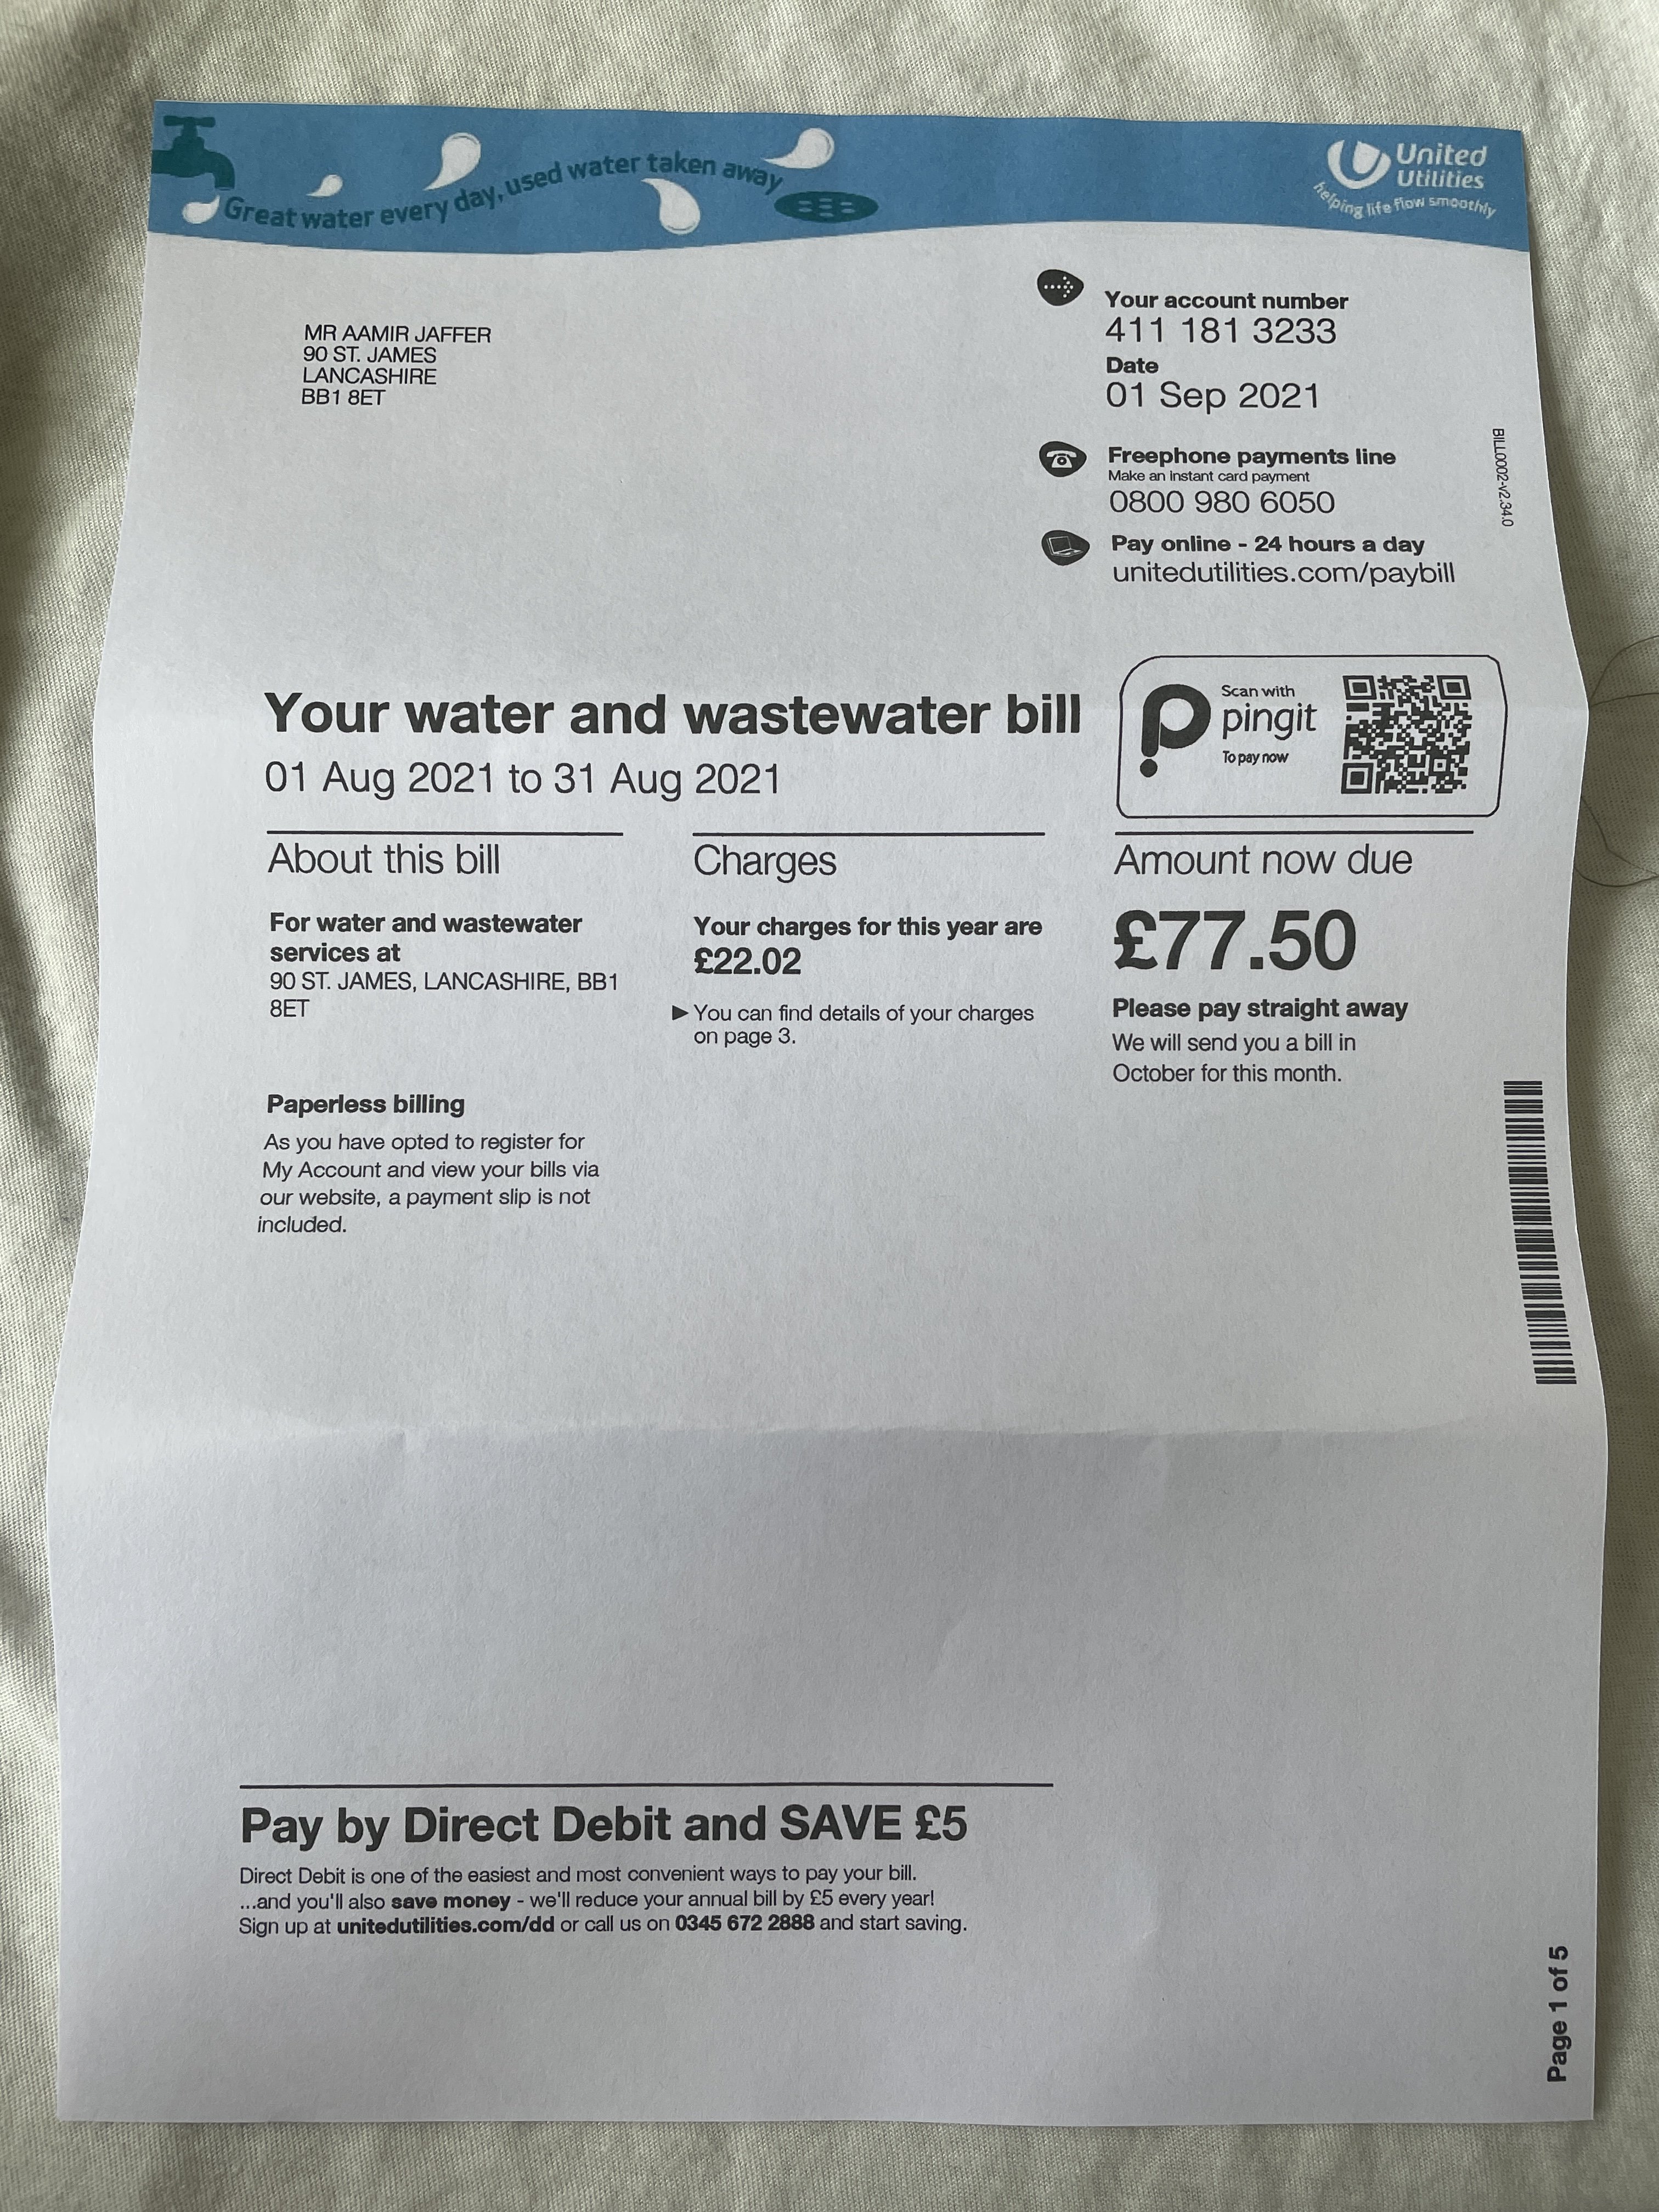 Great water every day, used water taken away
United
Utilities
helping life flow smoothly
MR AAMIR JAFFER
90 ST. JAMES
LANCASHIRE
BB1 8ET
Your account number
411 181 3233
Date
01 Sep 2021
Freephone payments line
Make an instant card payment
0800 980 6050
Pay online - 24 hours a day
unitedutilities.com/paybill
BILL0002-v2.34.0
Your water and wastewater bill
01 Aug 2021 to 31 Aug 2021
Scan with
pingit
To pay now
About this bill
For water and wastewater
services at
90 ST. JAMES, LANCASHIRE, BB1
8ET
Paperless billing
As you have opted to register for
My Account and view your bills via
our website, a payment slip is not
included.
Charges
Your charges for this year are
£22.02
► You can find details of your charges
on page 3.
Amount now due
£77.50
Please pay straight away
We will send you a bill in
October for this month.
Pay by Direct Debit and SAVE £5
Direct Debit is one of the easiest and most convenient ways to pay your bill.
...and you'll also save money - we'll reduce your annual bill by £5 every year!
Sign up at unitedutilities.com/dd or call us on 0345 672 2888 and start saving.
Page 1 of 5